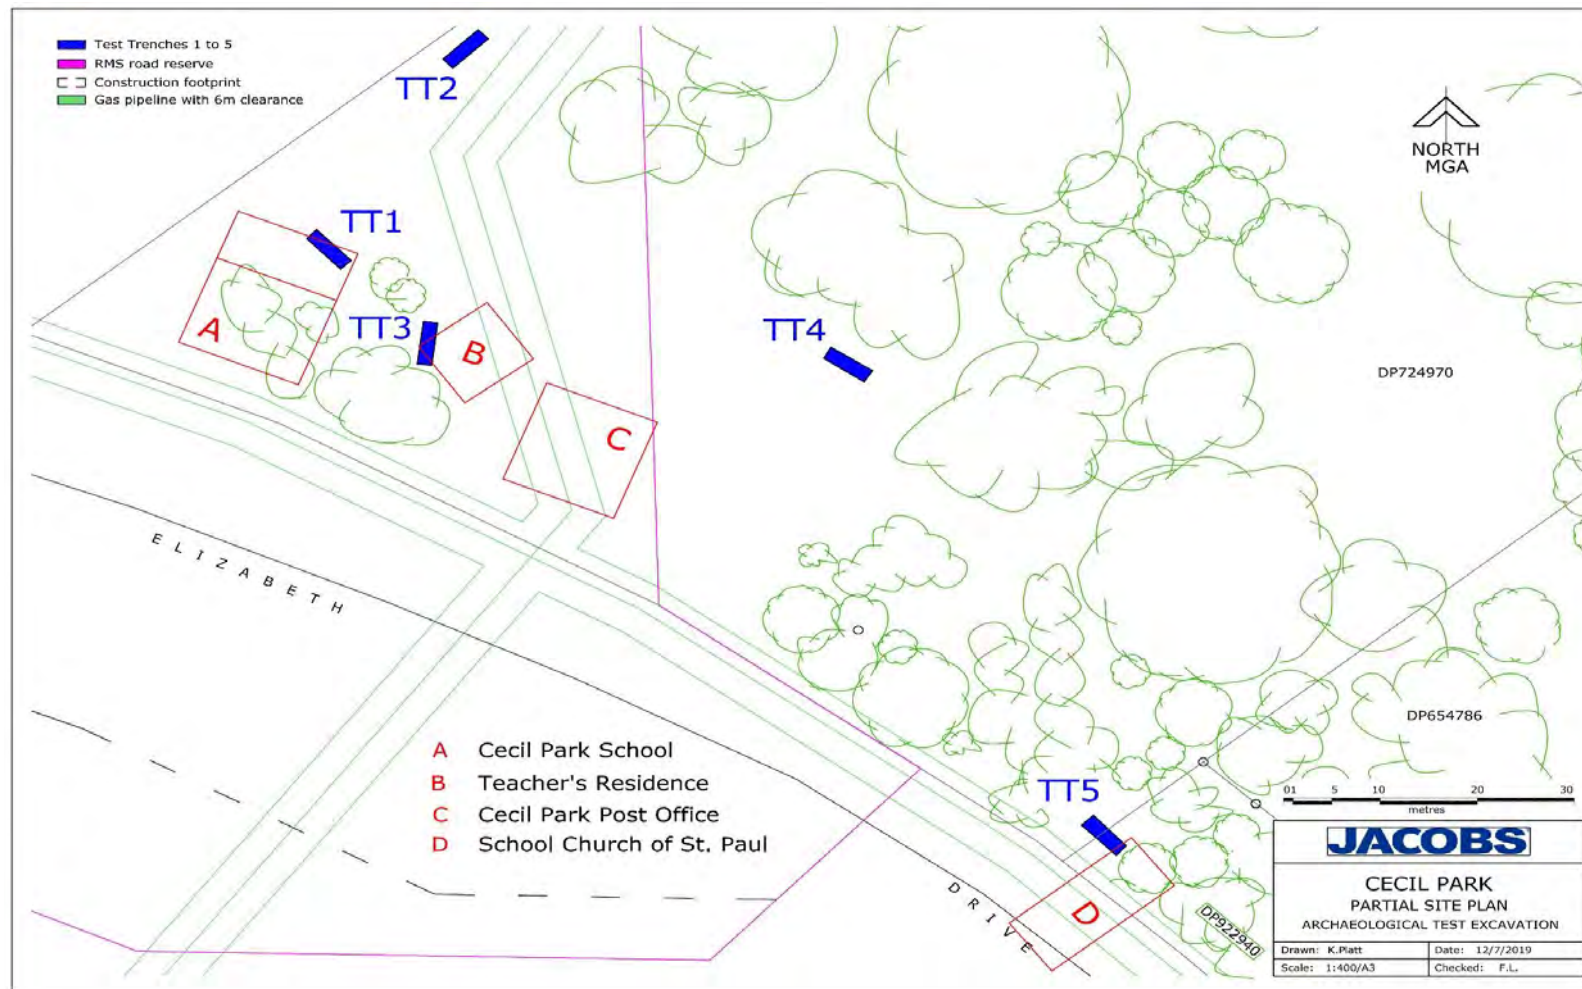 Test Trenches 1 to 5
RMS road reserve
Construction footprint
Gas pipeline with 6m clearance
TT2
NORTH
MGA
TT1
TT3
A
B
C
TT4
DP724970
ELIZABETH
DRIVE
A Cecil Park School
B Teacher's Residence
C Cecil Park Post Office
D School Church of St. Paul
DP654786
TT5
D
DP922940
01 5 10 20 30
metres
JACOBS
CECIL PARK
PARTIAL SITE PLAN
ARCHAEOLOGICAL TEST EXCAVATION
Drawn: K.Platt Date: 12/7/2019
Scale: 1:400/A3 Checked: F.L.